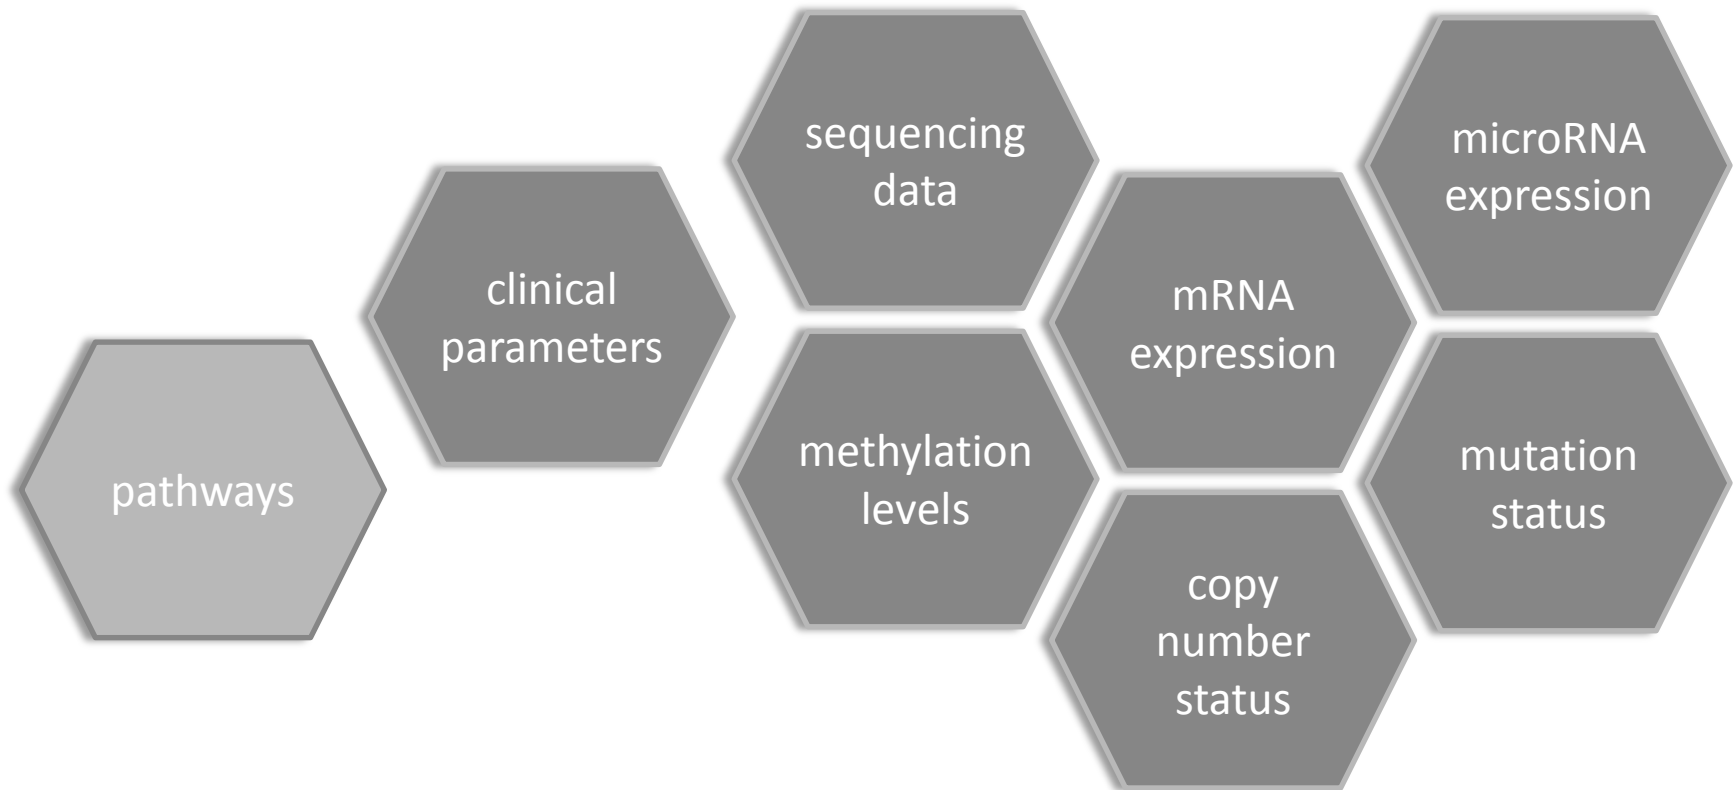 pathways
clinical
parameters
sequencing
data
methylation
levels
mRNA
expression
copy
number
status
microRNA
expression
mutation
status